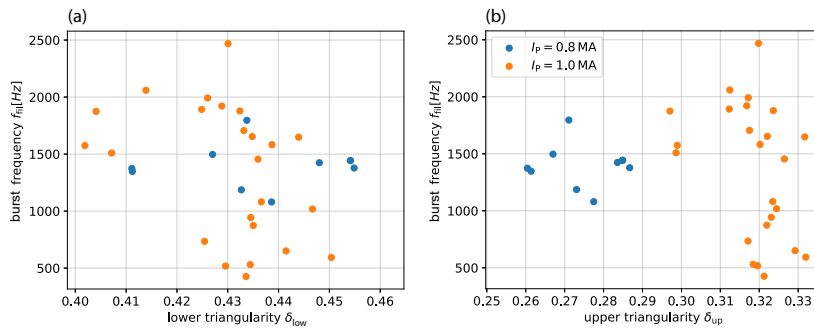 (a)
burst frequency f_fil[Hz]
2500
2000
1500
1000
500
0.40 0.41 0.42 0.43 0.44 0.45 0.46
lower triangularity δ_low
(b)
I_P = 0.8 MA
I_P = 1.0 MA
burst frequency f_fil[Hz]
2500
2000
1500
1000
500
0.25 0.26 0.27 0.28 0.29 0.30 0.31 0.32 0.33
upper triangularity δ_up